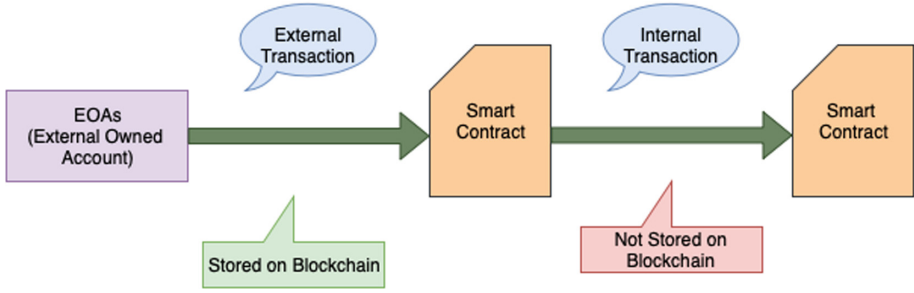 External
Transaction
Internal
Transaction
EOAs
(External Owned
Account)
Smart
Contract
Smart
Contract
Stored on Blockchain
Not Stored on
Blockchain